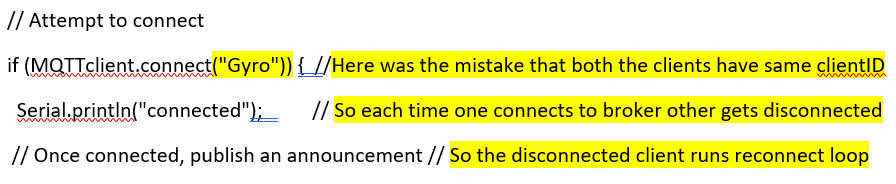 // Attempt to connect
if (MQTTclient.connect("Gyro")) { //Here was the mistake that both the clients have same clientID
Serial.println("connected"); // So each time one connects to broker other gets disconnected
// Once connected, publish an announcement // So the disconnected client runs reconnect loop